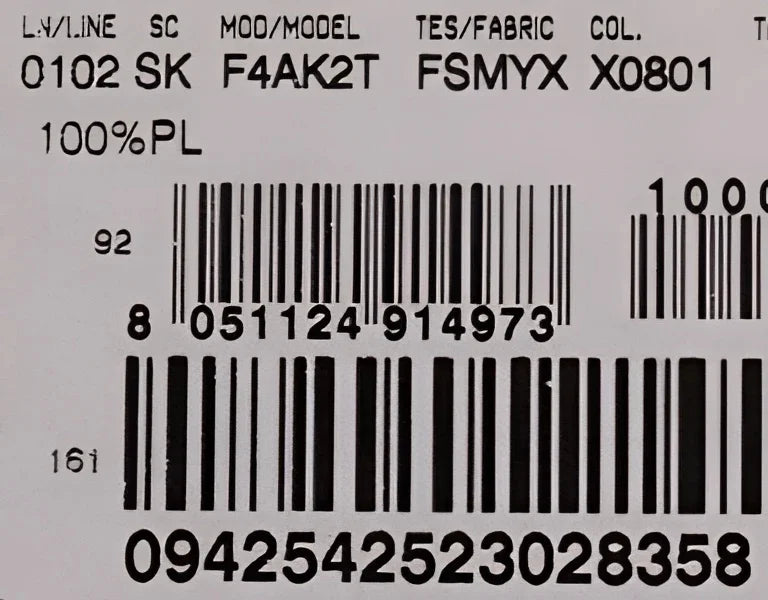 LN/LINE SC MOD/MODEL TES/FABRIC COL.
0102 SK F4AK2T FSMYX X0801
100%PL
1000
92
8 051124 914973
161
0942542523028358